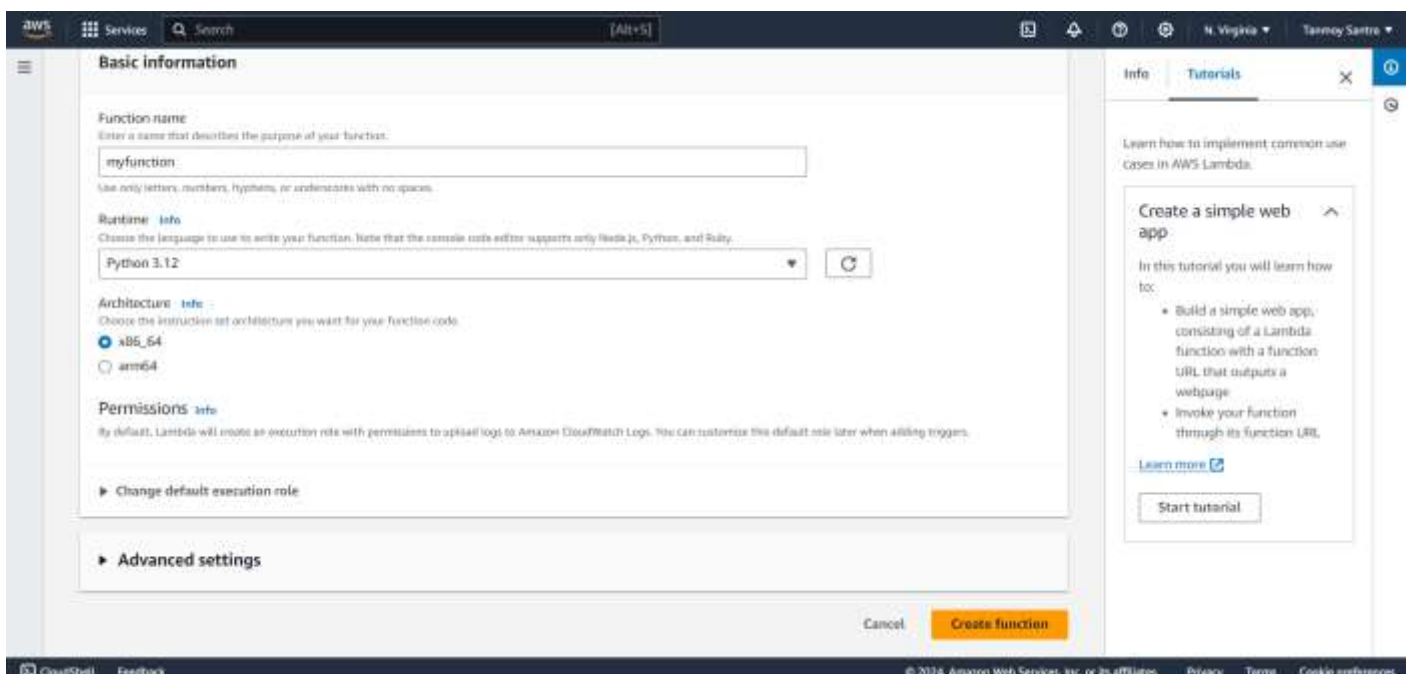 aws
Services
Search
[Alt+S]
N. Virginia
Tanmoy Santra
Basic information
Function name
Enter a name that describes the purpose of your function.
myfunction
Use only letters, numbers, hyphens, or underscores with no spaces.
Runtime Info
Choose the language to use to write your function. Note that the console code editor supports only Node.js, Python, and Ruby.
Python 3.12
Architecture Info
Choose the instruction set architecture you want for your function code.
x86_64
arm64
Permissions Info
By default, Lambda will create an execution role with permissions to upload logs to Amazon CloudWatch Logs. You can customize this default role later when adding triggers.
Change default execution role
Advanced settings
Cancel
Create function
Info
Tutorials
Learn how to implement common use
cases in AWS Lambda.
Create a simple web
app
In this tutorial you will learn how
to:
• Build a simple web app,
consisting of a Lambda
function with a function
URL that outputs a
webpage
• Invoke your function
through its function URL
Learn more
Start tutorial
CloudShell
Feedback
© 2024, Amazon Web Services, Inc. or its affiliates.
Privacy
Terms
Cookie preferences